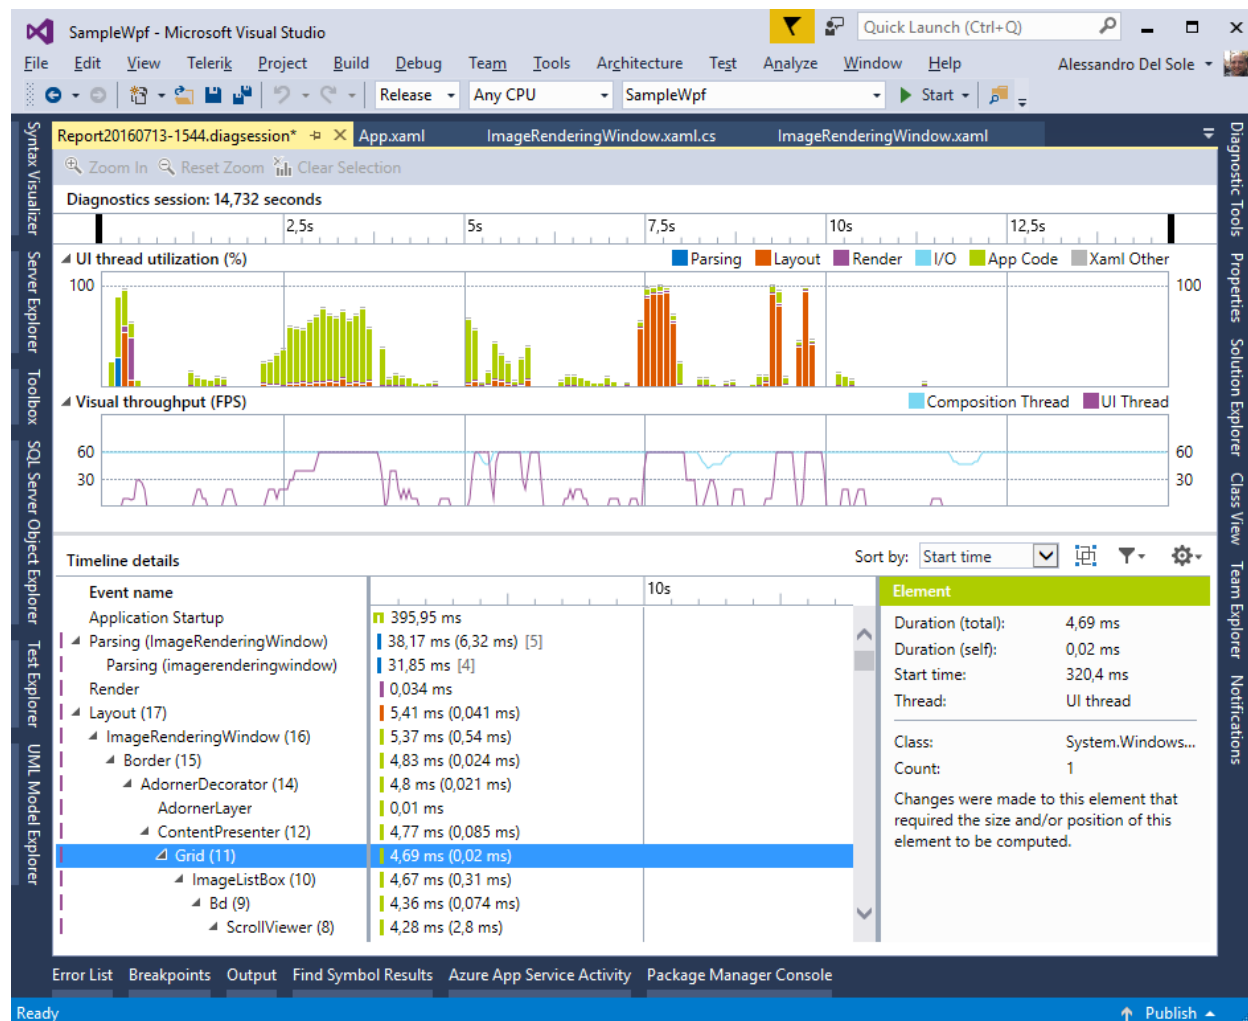 SampleWpf - Microsoft Visual Studio
Quick Launch (Ctrl+Q)
File Edit View Telerik Project Build Debug Team Tools Architecture Test Analyze Window Help Alessandro Del Sole
Release Any CPU SampleWpf Start
Report20160713-1544.diagsession* App.xaml ImageRenderingWindow.xaml.cs ImageRenderingWindow.xaml
Zoom In Reset Zoom Clear Selection
Diagnostics session: 14,732 seconds
2,5s 5s 7,5s 10s 12,5s
UI thread utilization (%) Parsing Layout Render I/O App Code Xaml Other
100 100
Visual throughput (FPS) Composition Thread UI Thread
60 60
30 30
Timeline details Sort by: Start time
Event name 10s
Application Startup 395,95 ms
Parsing (ImageRenderingWindow) 38,17 ms (6,32 ms) [5]
Parsing (imagerenderingwindow) 31,85 ms [4]
Render 0,034 ms
Layout (17) 5,41 ms (0,041 ms)
ImageRenderingWindow (16) 5,37 ms (0,54 ms)
Border (15) 4,83 ms (0,024 ms)
AdornerDecorator (14) 4,8 ms (0,021 ms)
AdornerLayer 0,01 ms
ContentPresenter (12) 4,77 ms (0,085 ms)
Grid (11) 4,69 ms (0,02 ms)
ImageListBox (10) 4,67 ms (0,31 ms)
Bd (9) 4,36 ms (0,074 ms)
ScrollViewer (8) 4,28 ms (2,8 ms)
Element
Duration (total): 4,69 ms
Duration (self): 0,02 ms
Start time: 320,4 ms
Thread: UI thread
Class: System.Windows...
Count: 1
Changes were made to this element that
required the size and/or position of this
element to be computed.
Syntax Visualizer
Server Explorer
Toolbox
SQL Server Object Explorer
Test Explorer
UML Model Explorer
Diagnostic Tools
Properties
Solution Explorer
Class View
Team Explorer
Notifications
Error List Breakpoints Output Find Symbol Results Azure App Service Activity Package Manager Console
Ready Publish